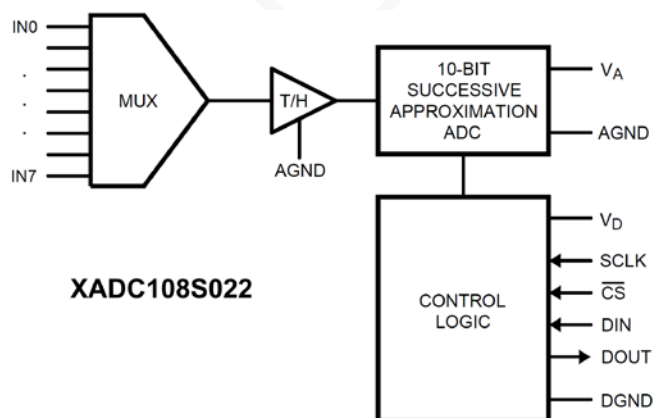 IN0
.
.
.
IN7
MUX
T/H
AGND
10-BIT
SUCCESSIVE
APPROXIMATION
ADC
VA
AGND
XADC108S022
CONTROL
LOGIC
VD
SCLK
CS
DIN
DOUT
DGND